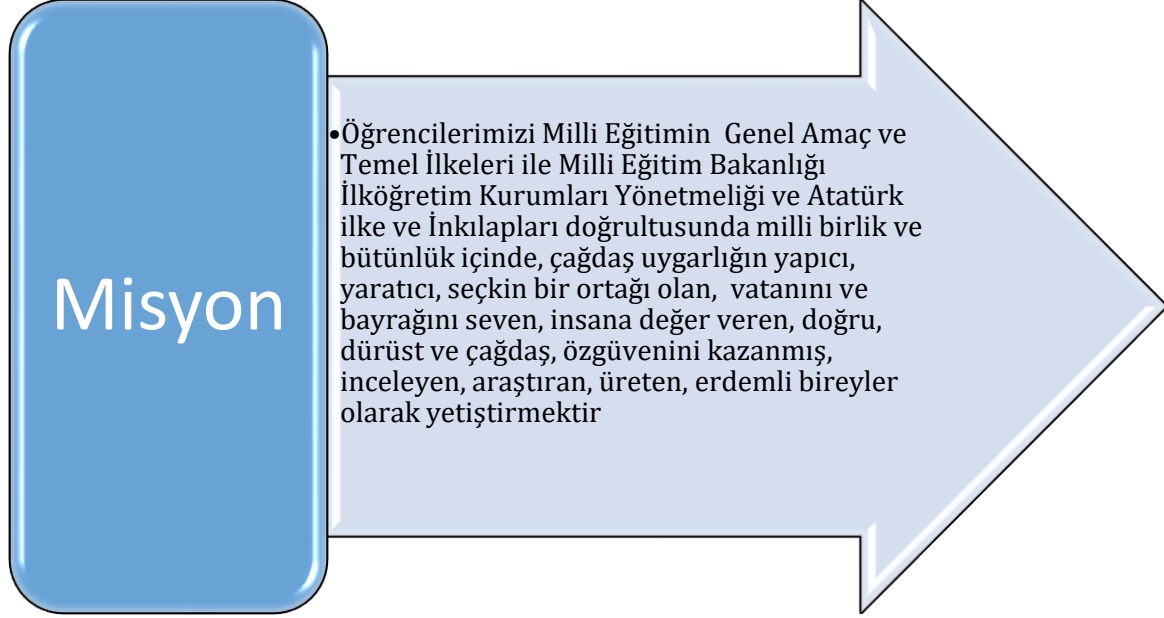 Misyon
•Öğrencilerimizi Milli Eğitimin  Genel Amaç ve
Temel İlkeleri ile Milli Eğitim Bakanlığı
İlköğretim Kurumları Yönetmeliği ve Atatürk
ilke ve İnkılapları doğrultusunda milli birlik ve
bütünlük içinde, çağdaş uygarlığın yapıcı,
yaratıcı, seçkin bir ortağı olan,  vatanını ve
bayrağını seven, insana değer veren, doğru,
dürüst ve çağdaş, özgüvenini kazanmış,
inceleyen, araştıran, üreten, erdemli bireyler
olarak yetiştirmektir